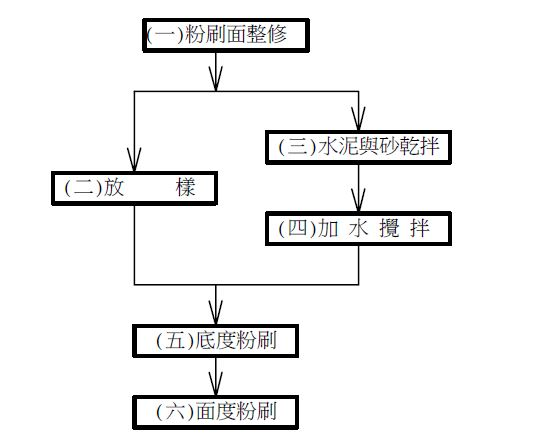 (一)粉刷面整修
(三)水泥與砂乾拌
(二)放 樣
(四)加 水 攪 拌
(五)底度粉刷
(六)面度粉刷